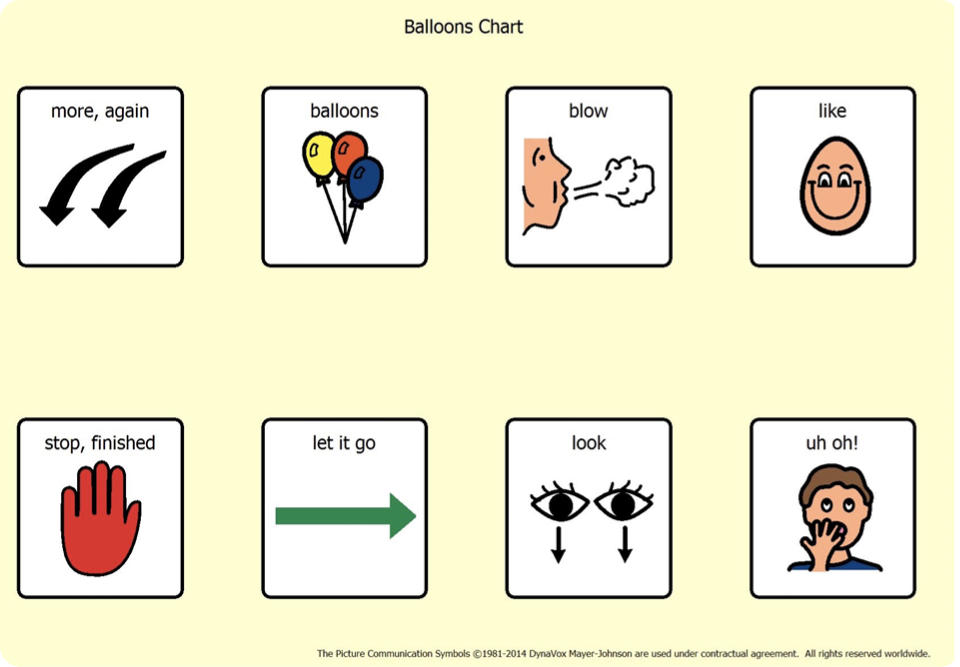 Balloons Chart
more, again
balloons
blow
like
stop, finished
let it go
look
uh oh!
The Picture Communication Symbols ©1981-2014 DynaVox Mayer-Johnson are used under contractual agreement. All rights reserved worldwide.